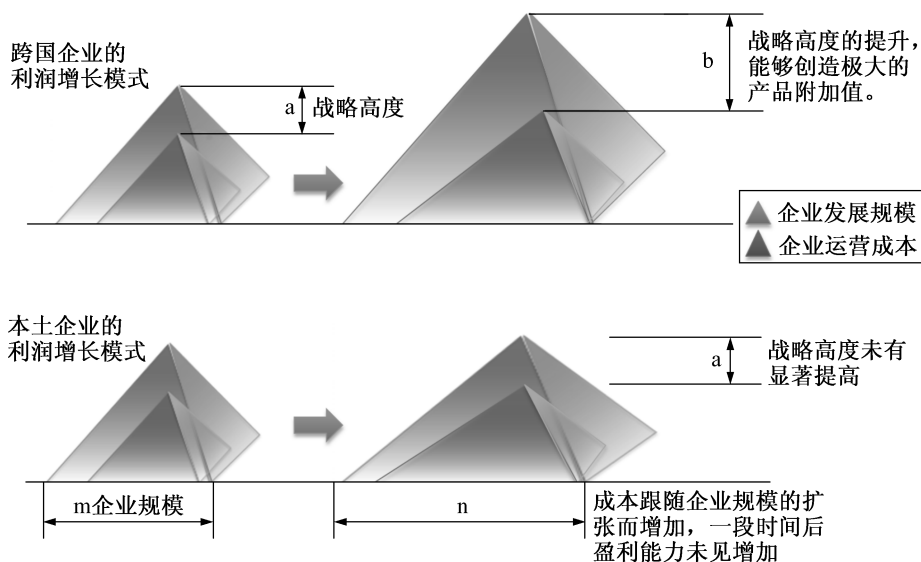 跨国企业的
利润增长模式
a
战略高度
b
战略高度的提升，
能够创造极大的
产品附加值。
企业发展规模
企业运营成本
本土企业的
利润增长模式
a
战略高度未有
显著提高
m企业规模
n
成本跟随企业规模的扩
张而增加，一段时间后
盈利能力未见增加